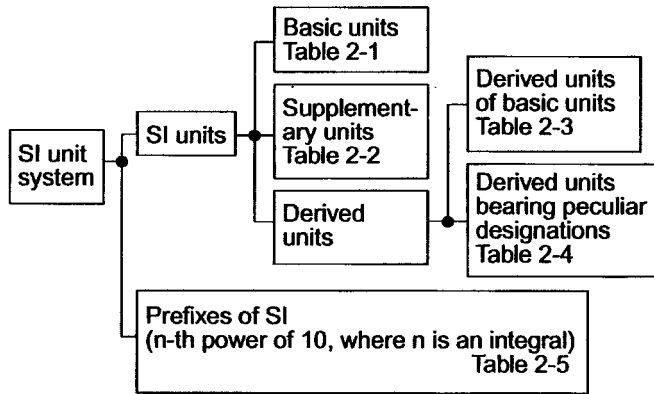 SI unit
system
SI units
Basic units
Table 2-1
Supplement-
ary units
Table 2-2
Derived
units
Derived units
of basic units
Table 2-3
Derived units
bearing peculiar
designations
Table 2-4
Prefixes of SI
(n-th power of 10, where n is an integral)
Table 2-5